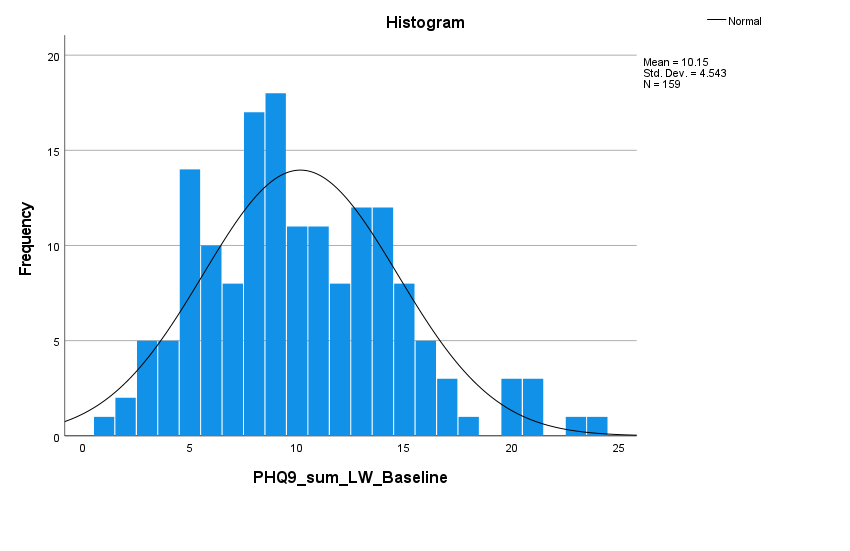 Histogram
Normal
Mean = 10.15
Std. Dev. = 4.543
N = 159
20
15
10
5
0
Frequency
0 5 10 15 20 25
PHQ9_sum_LW_Baseline